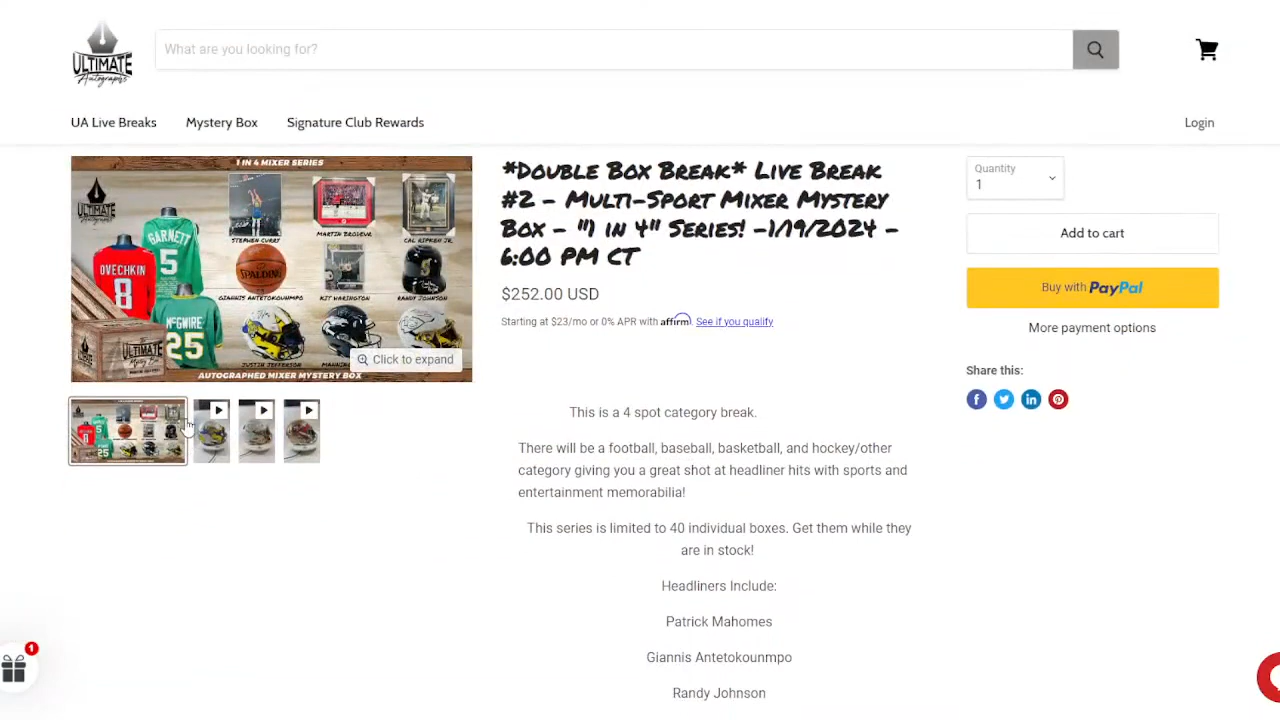 ULTIMATE
Autographs
What are you looking for?
UA Live Breaks
Mystery Box
Signature Club Rewards
Login
1 IN 4 MIXER SERIES
ULTIMATE
GARNETT
5
OVECHKIN
8
McGWIRE
25
STEPHEN CURRY
MARTIN BRODEUR
CAL RIPKEN JR.
SPALDING
GIANNIS ANTETOKOUNMPO
KIT HARINGTON
RANDY JOHNSON
JUSTIN JEFFERSON
MANNING
Click to expand
ULTIMATE
AUTOGRAPHED MIXER MYSTERY BOX
*Double Box Break* Live Break
#2 - Multi-Sport Mixer Mystery
Box - "1 in 4" Series! -1/19/2024 -
6:00 PM CT
$252.00 USD
Starting at $23/mo or 0% APR with affirm. See if you qualify
This is a 4 spot category break.
There will be a football, baseball, basketball, and hockey/other
category giving you a great shot at headliner hits with sports and
entertainment memorabilia!
This series is limited to 40 individual boxes. Get them while they
are in stock!
Headliners Include:
Patrick Mahomes
Giannis Antetokounmpo
Randy Johnson
Quantity
1
Add to cart
Buy with PayPal
More payment options
Share this:
1